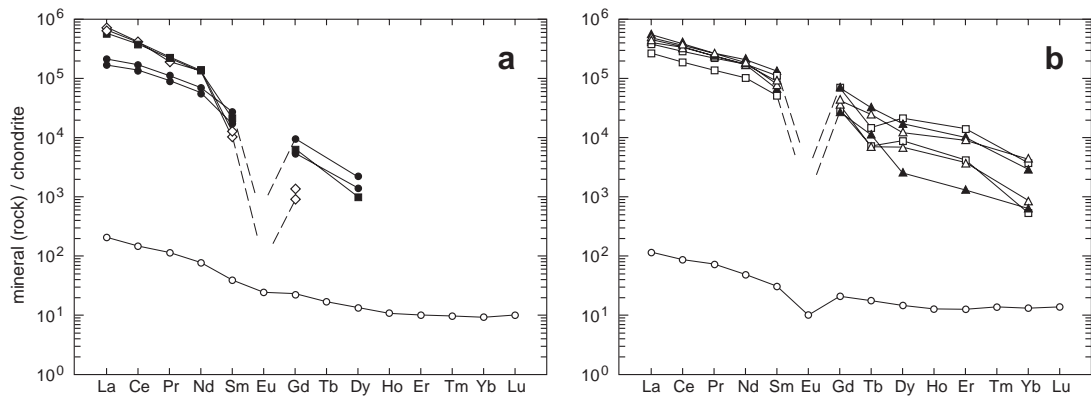 10⁶
10⁵
10⁴
10³
10²
10¹
10⁰
mineral (rock) / chondrite
a
La Ce Pr Nd Sm Eu Gd Tb Dy Ho Er Tm Yb Lu
10⁶
10⁵
10⁴
10³
10²
10¹
10⁰
b
La Ce Pr Nd Sm Eu Gd Tb Dy Ho Er Tm Yb Lu